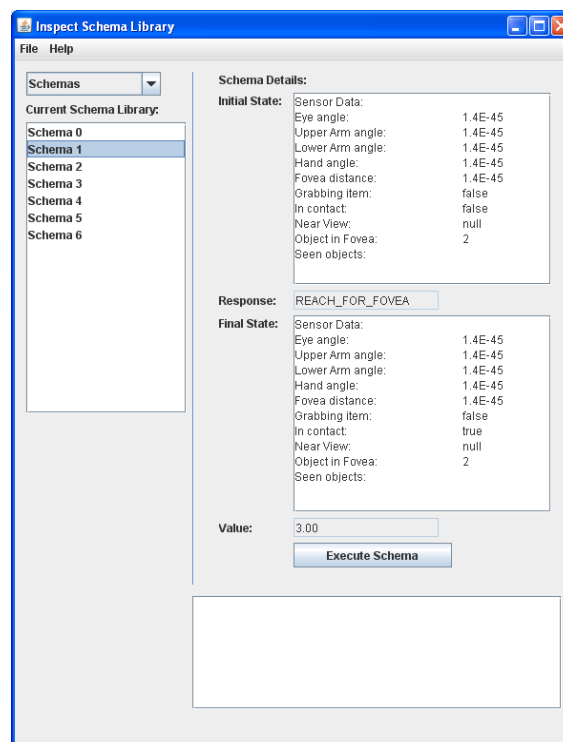 Inspect Schema Library
File Help
Schemas
Current Schema Library:
Schema 0
Schema 1
Schema 2
Schema 3
Schema 4
Schema 5
Schema 6
Schema Details:
Initial State:
Sensor Data:
Eye angle: 1.4E-45
Upper Arm angle: 1.4E-45
Lower Arm angle: 1.4E-45
Hand angle: 1.4E-45
Fovea distance: 1.4E-45
Grabbing item: false
In contact: false
Near View: null
Object in Fovea: 2
Seen objects:
Response: REACH_FOR_FOVEA
Final State:
Sensor Data:
Eye angle: 1.4E-45
Upper Arm angle: 1.4E-45
Lower Arm angle: 1.4E-45
Hand angle: 1.4E-45
Fovea distance: 1.4E-45
Grabbing item: false
In contact: true
Near View: null
Object in Fovea: 2
Seen objects:
Value: 3.00
Execute Schema